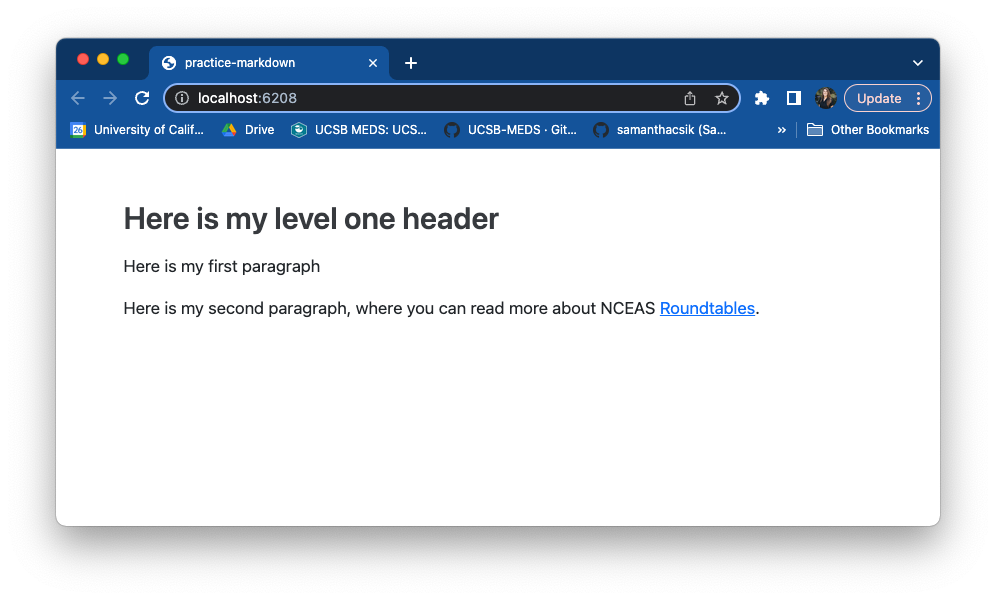 practice-markdown
localhost:6208
Update
26 University of Calif... Drive UCSB MEDS: UCS... UCSB-MEDS · Git... samanthacsik (Sa... » Other Bookmarks
Here is my level one header
Here is my first paragraph
Here is my second paragraph, where you can read more about NCEAS Roundtables.